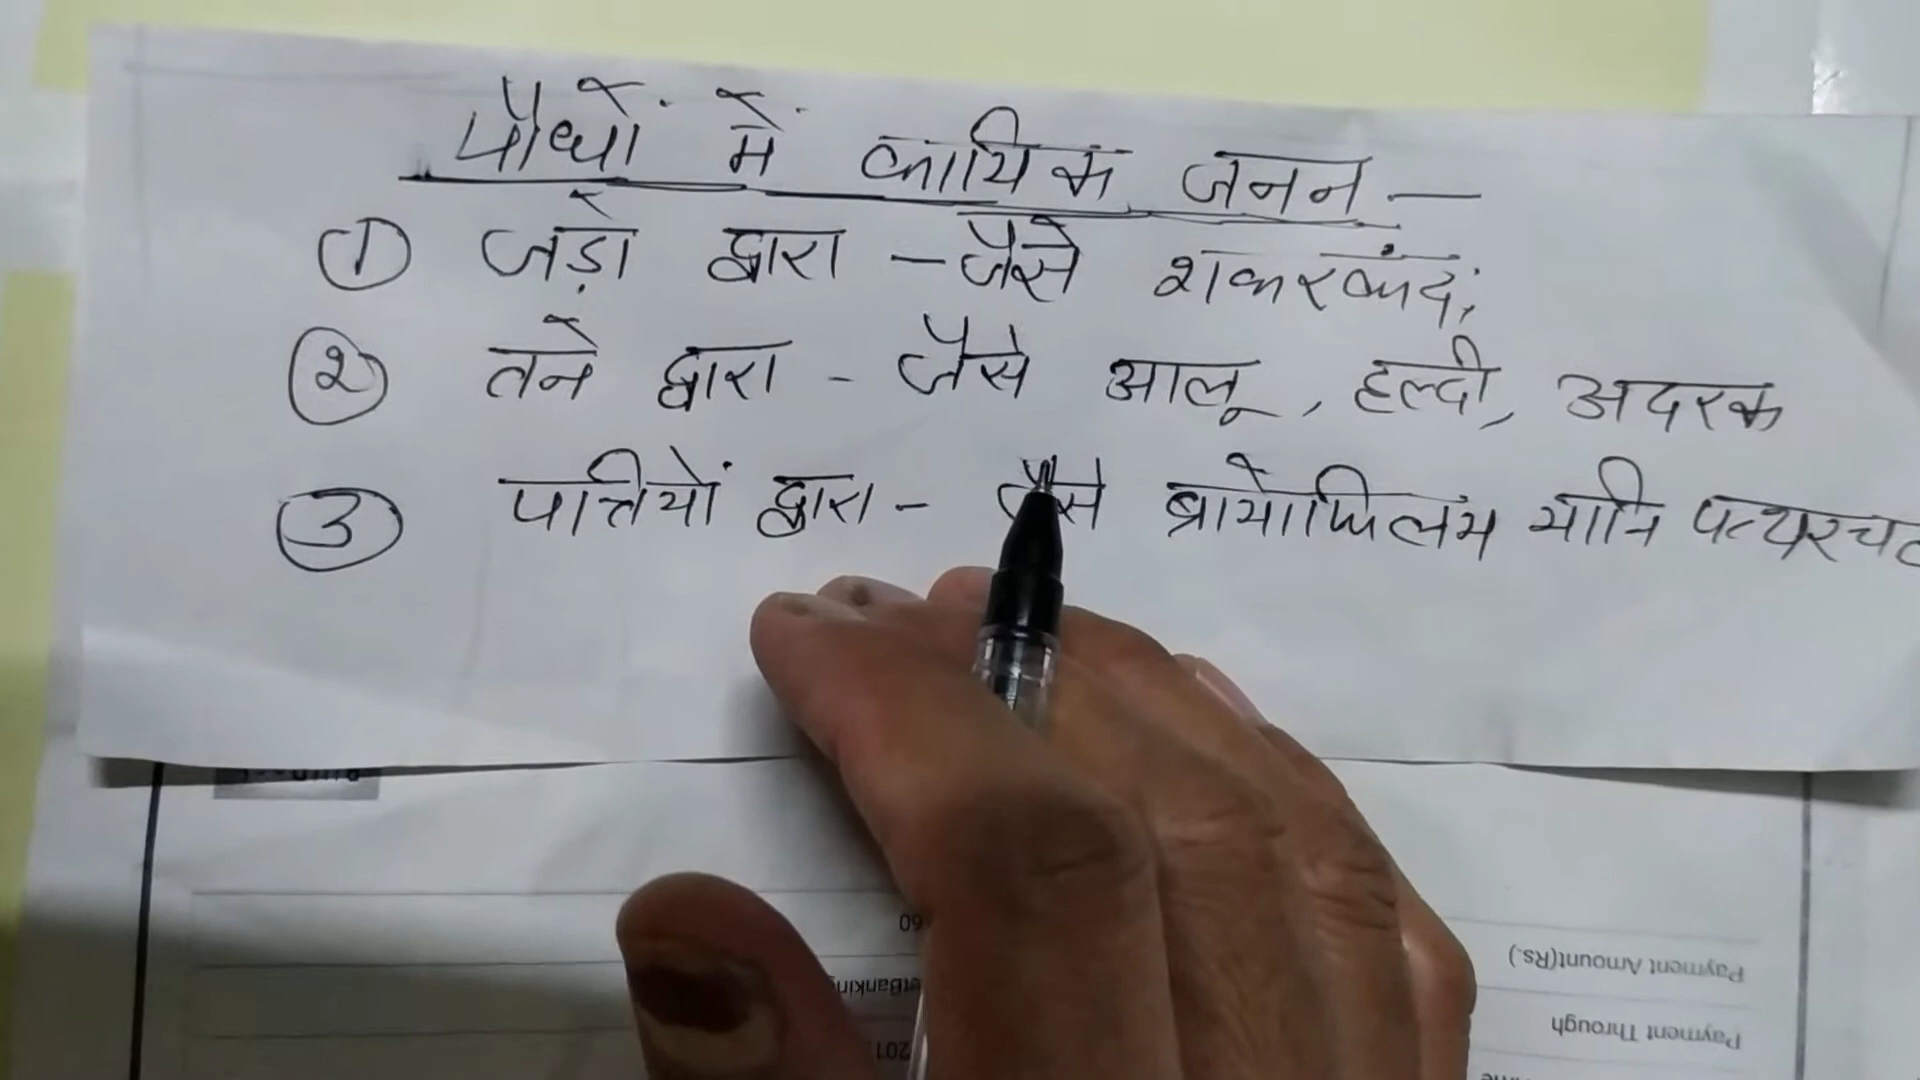 पौधों में कायिक जनन —
① जड़ो द्वारा – जैसे शकरकंद,
② तने द्वारा - जैसे आलू, हल्दी, अदरक
③ पत्तियों द्वारा - जैसे ब्रायोफिलम यानि पत्थरचट
60
Payment Amount(Rs.)
Payment Through